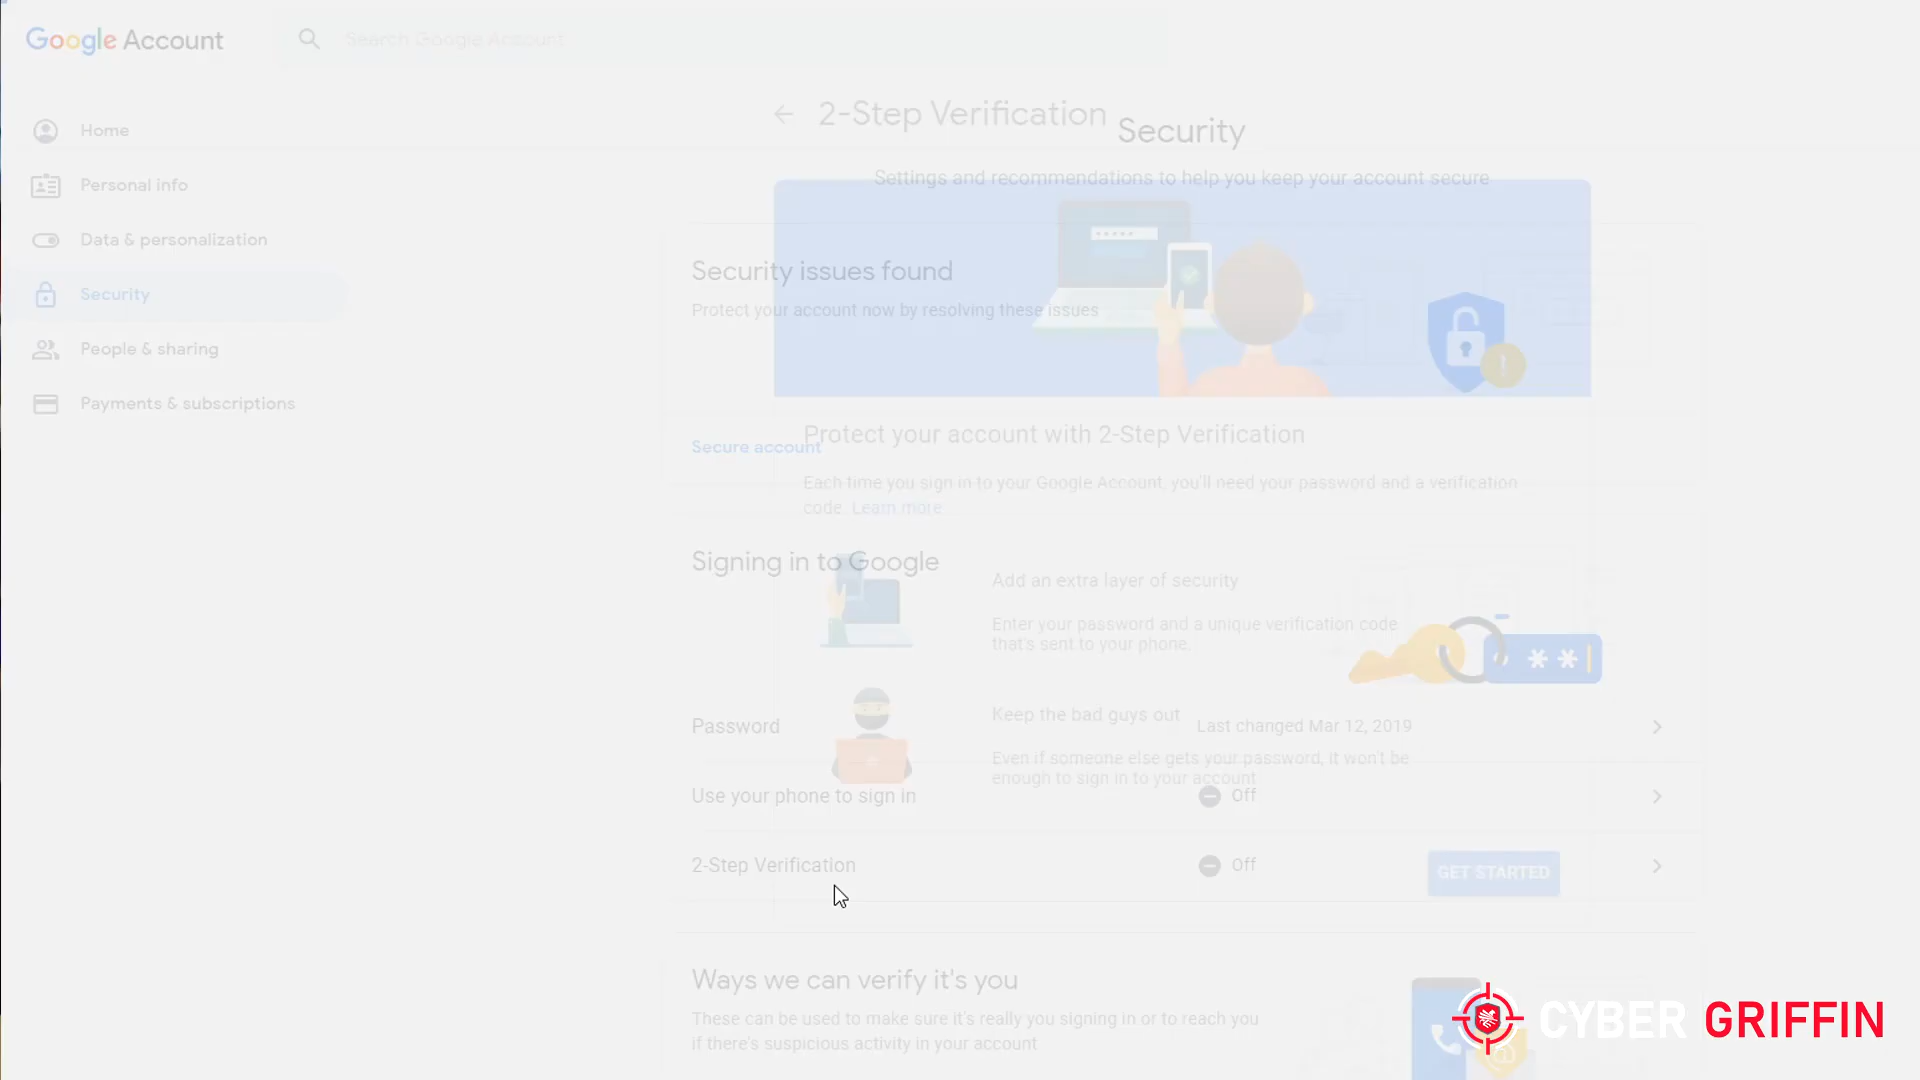 Google Account
Search Google Account
Home
Personal info
Data & personalization
Security
People & sharing
Payments & subscriptions
2-Step Verification
Security
Settings and recommendations to help you keep your account secure
Security issues found
Protect your account now by resolving these issues
Secure account
Protect your account with 2-Step Verification
Each time you sign in to your Google Account, you'll need your password and a verification
code. Learn more
Signing in to Google
Add an extra layer of security
Enter your password and a unique verification code
that's sent to your phone.
Keep the bad guys out
Even if someone else gets your password, it won't be
enough to sign in to your account
Password
Last changed Mar 12, 2019
Use your phone to sign in
Off
2-Step Verification
Off
GET STARTED
Ways we can verify it's you
These can be used to make sure it's really you signing in or to reach you
if there's suspicious activity in your account
CYBER GRIFFIN